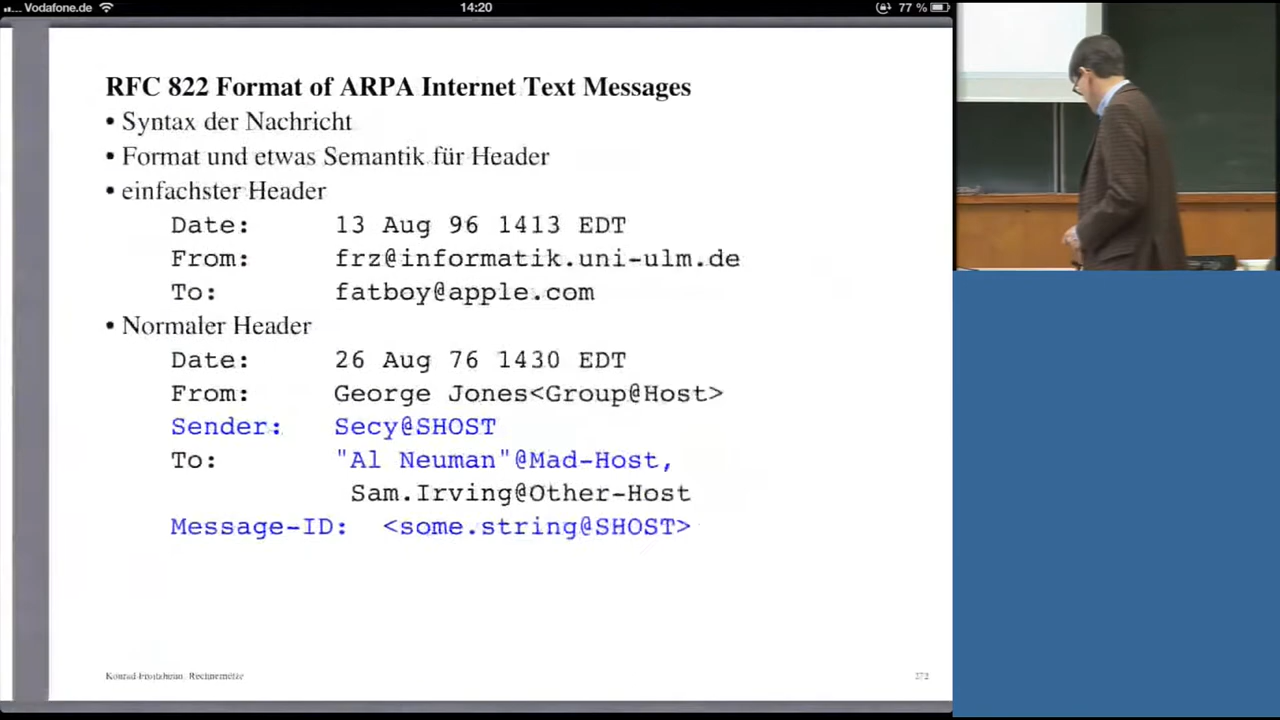 Vodafone.de 14:20 77 %
RFC 822 Format of ARPA Internet Text Messages
• Syntax der Nachricht
• Format und etwas Semantik für Header
• einfachster Header
Date: 13 Aug 96 1413 EDT
From: frz@informatik.uni-ulm.de
To: fatboy@apple.com
• Normaler Header
Date: 26 Aug 76 1430 EDT
From: George Jones<Group@Host>
Sender: Secy@SHOST
To: "Al Neuman"@Mad-Host,
Sam.Irving@Other-Host
Message-ID: <some.string@SHOST>
Konrad Froitzheim, Rechnernetze 272